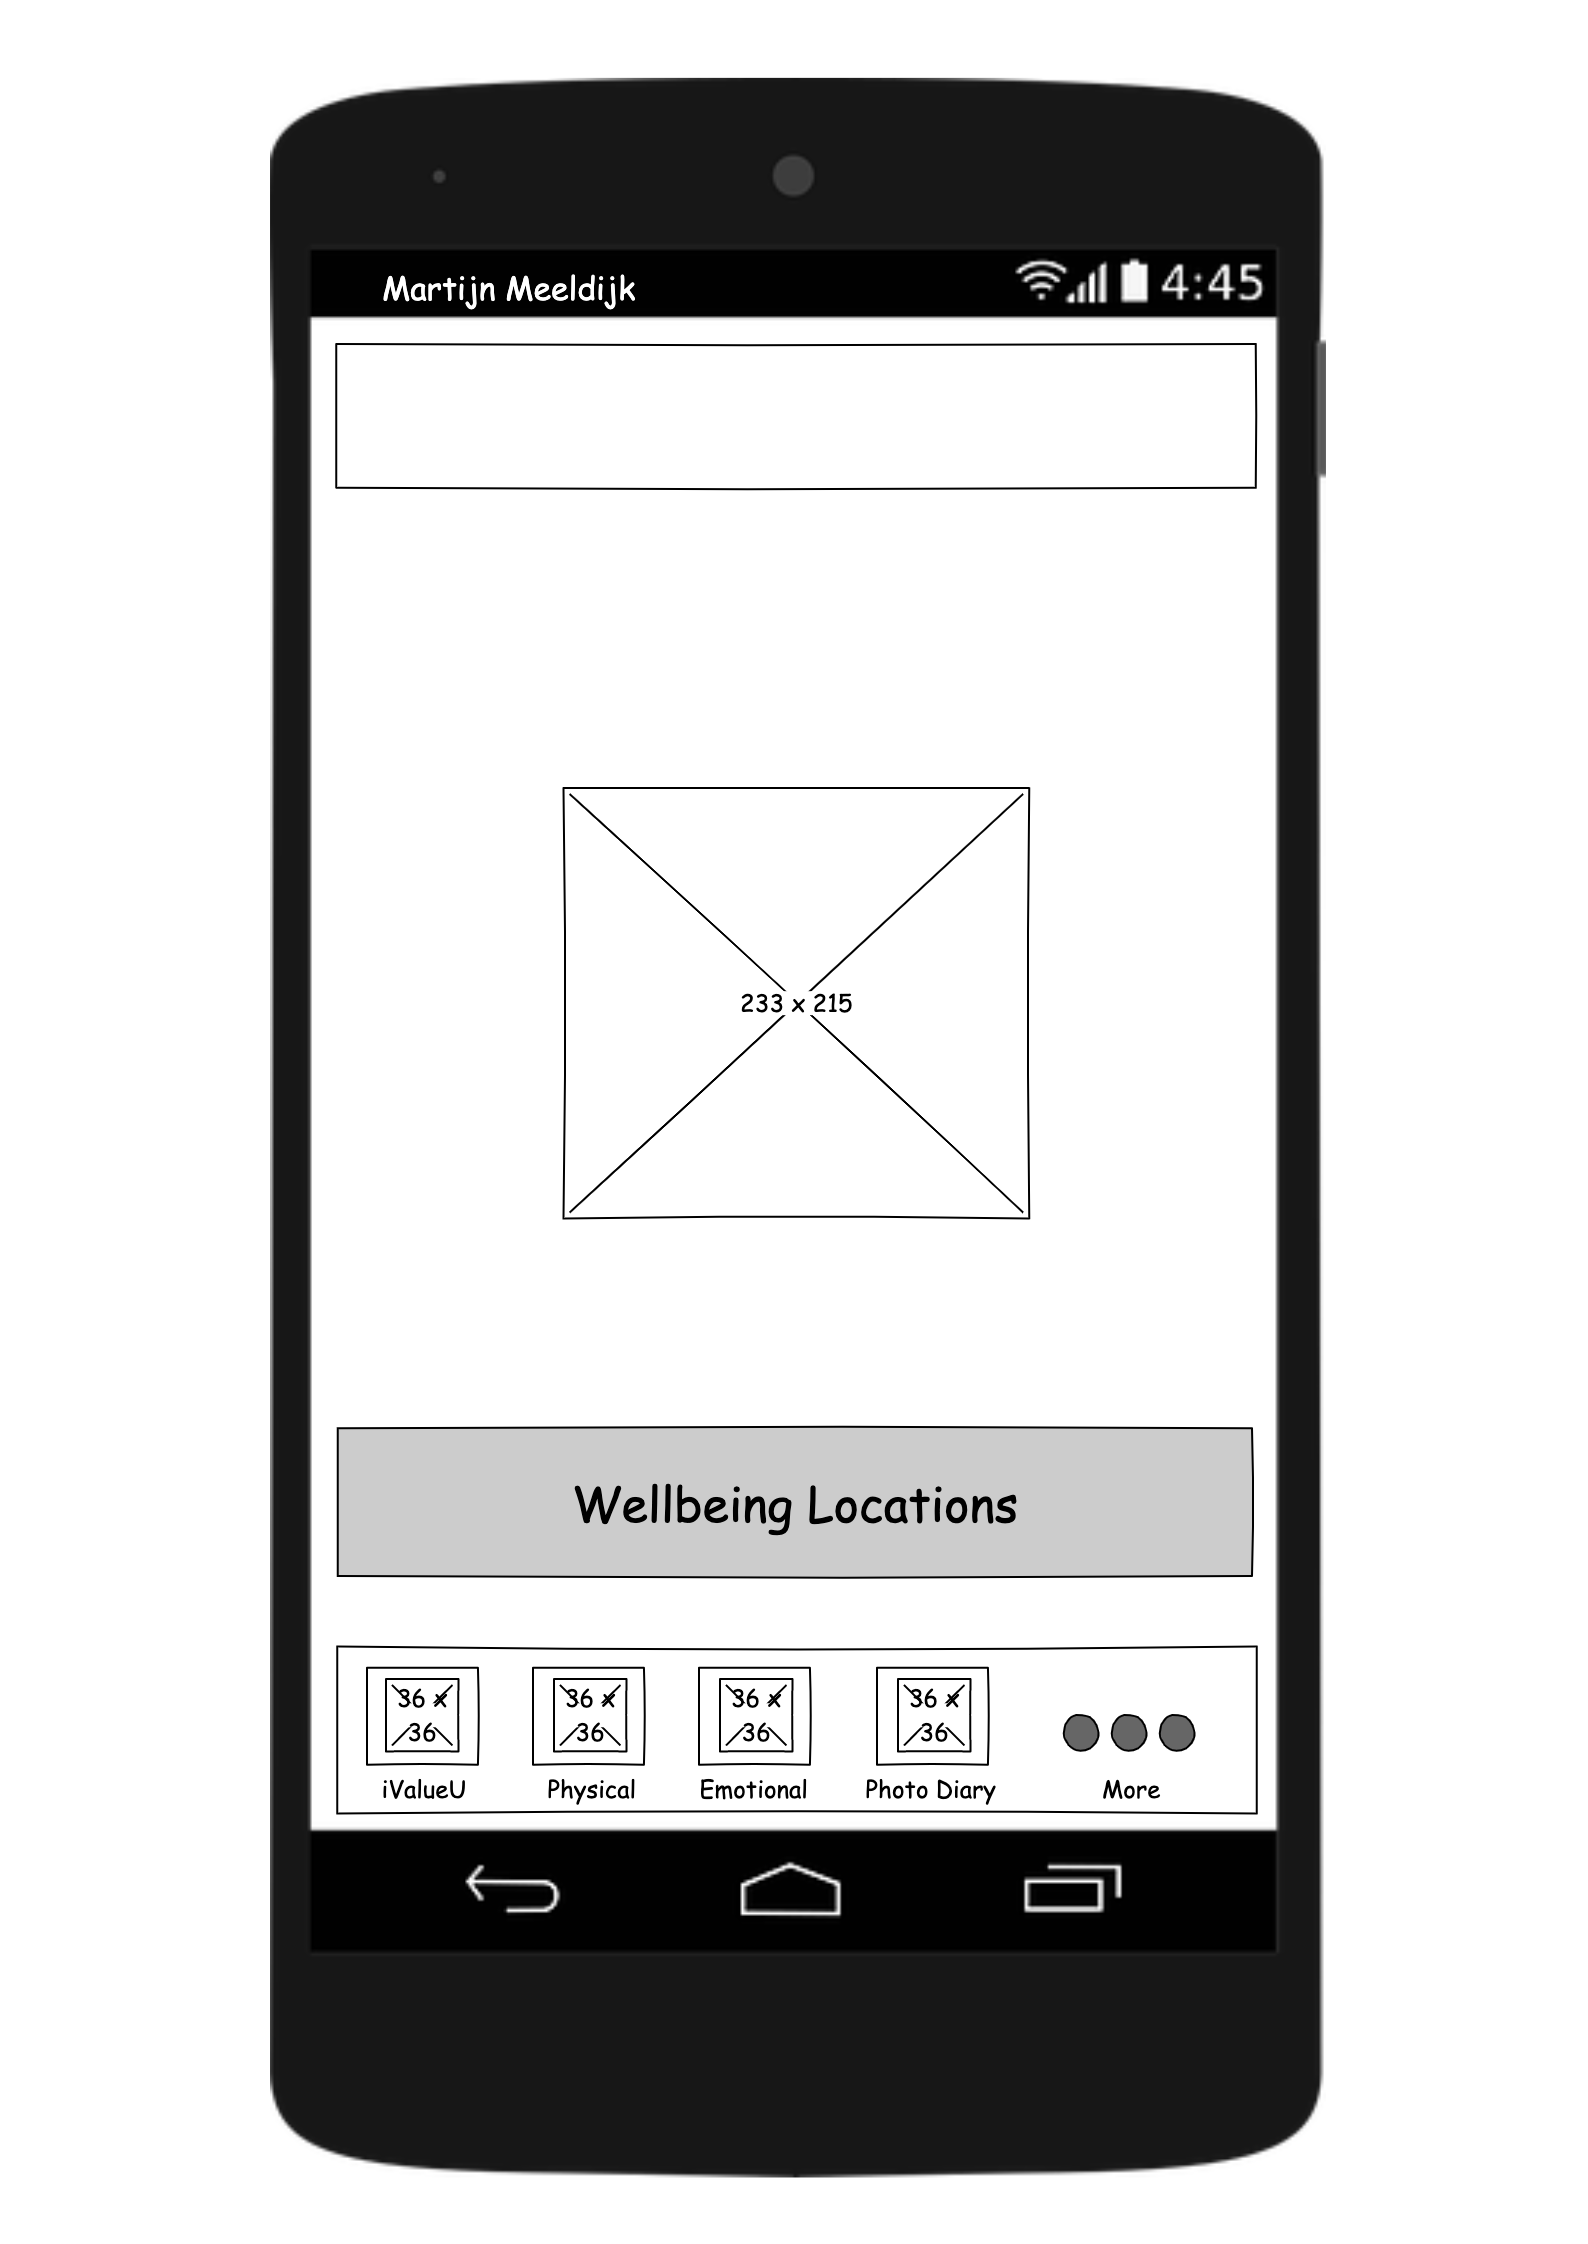 Martijn Meeldijk
4:45
233 x 215
Wellbeing Locations
36 x
36
36 x
36
36 x
36
36 x
36
iValueU
Physical
Emotional
Photo Diary
More